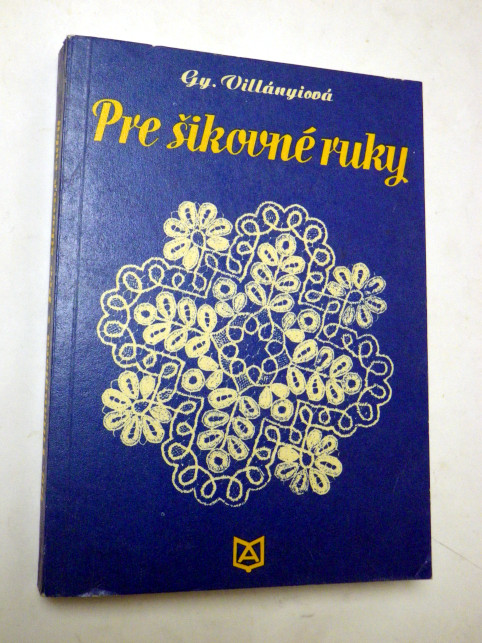 Gy. Villányiová
Pre šikovné ruky